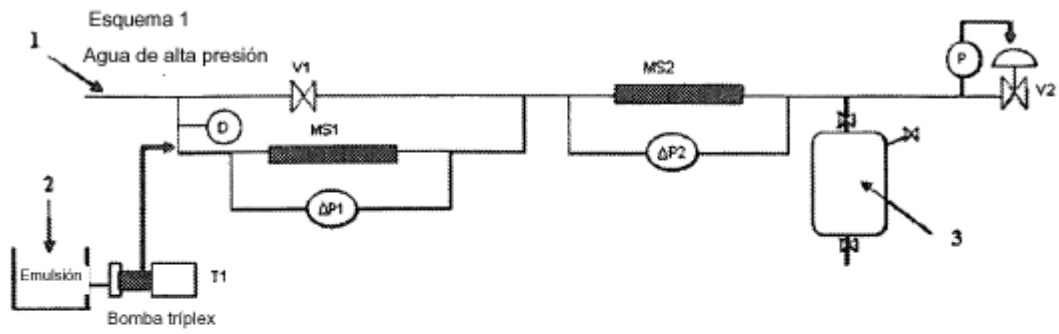 Esquema 1
1
Agua de alta presión
V1
MS2
P
V2
D
MS1
ΔP2
ΔP1
2
3
Emulsión
T1
Bomba tríplex